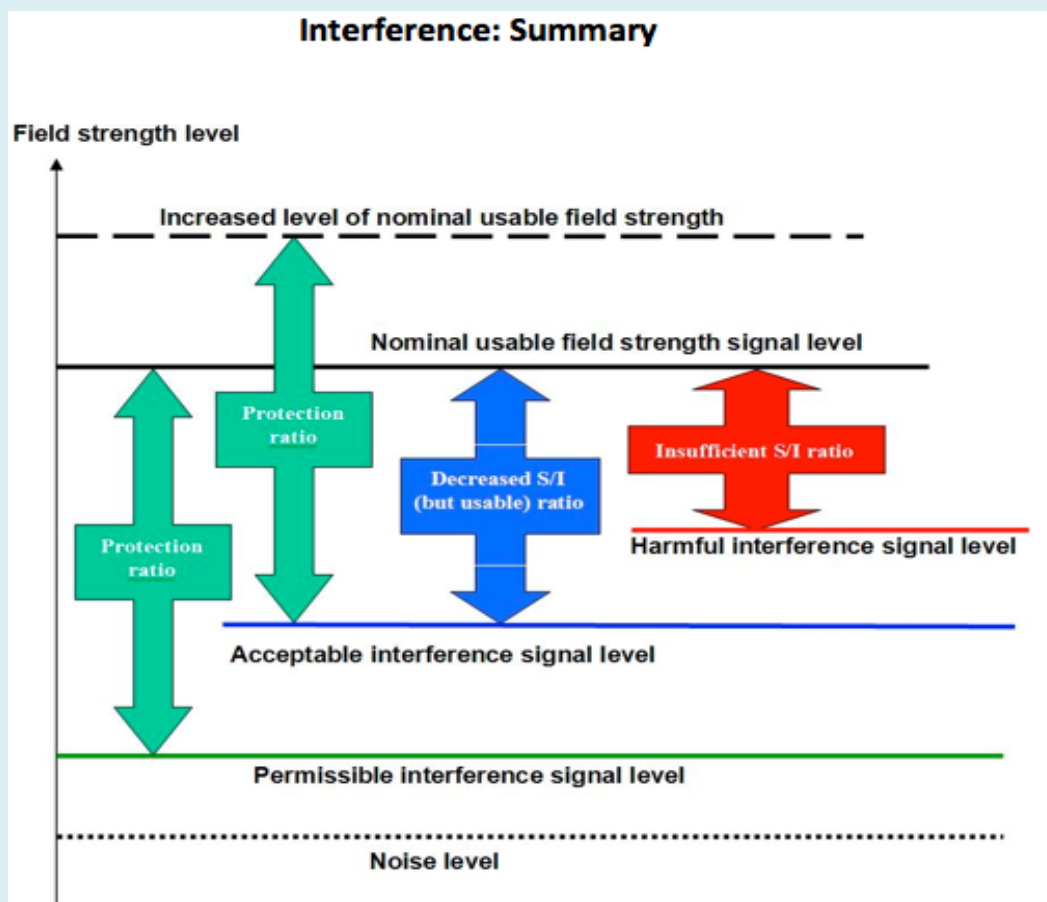 Interference: Summary
Field strength level
Increased level of nominal usable field strength
Nominal usable field strength signal level
Protection
ratio
Insufficient S/I ratio
Decreased S/I
(but usable) ratio
Protection
ratio
Harmful interference signal level
Acceptable interference signal level
Permissible interference signal level
Noise level